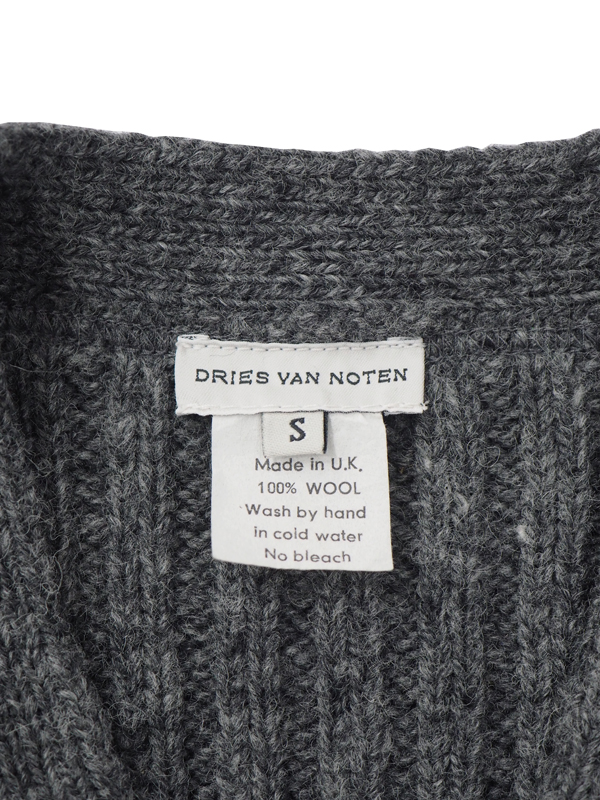 DRIES VAN NOTEN
S
Made in U.K.
100% WOOL
Wash by hand
in cold water
No bleach